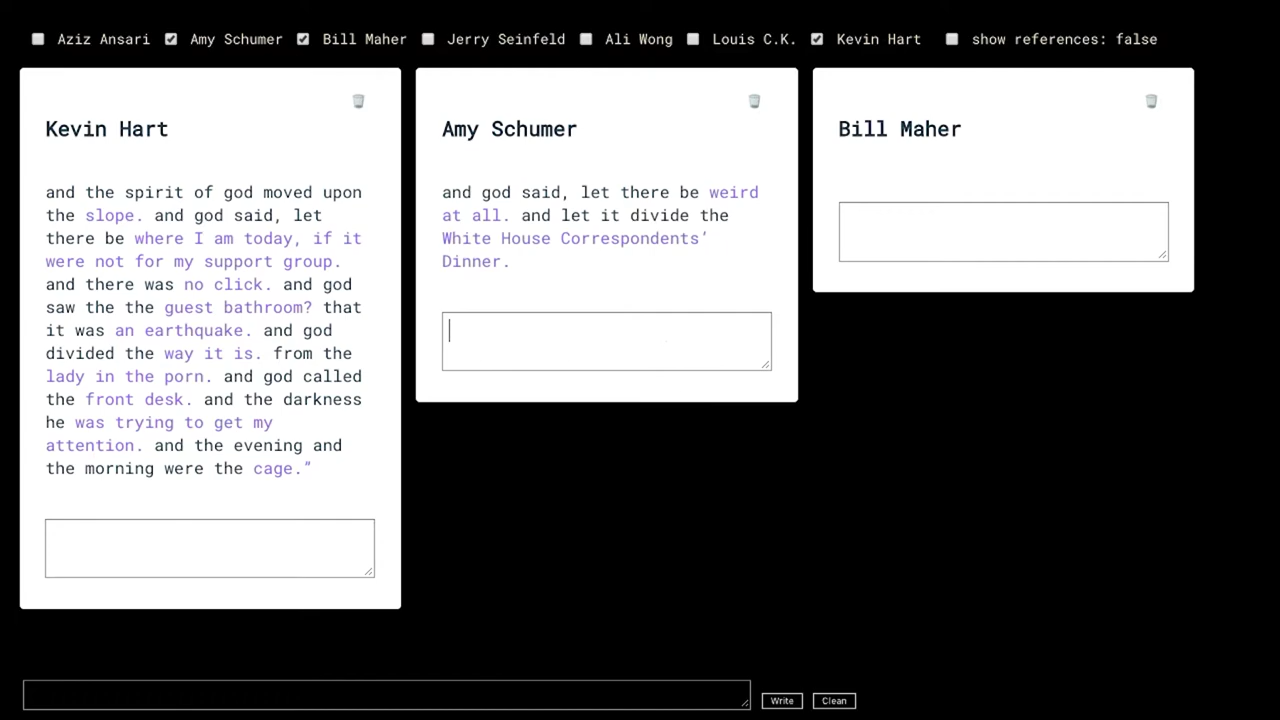 Aziz Ansari Amy Schumer Bill Maher Jerry Seinfeld Ali Wong Louis C.K. Kevin Hart show references: false
Kevin Hart
and the spirit of god moved upon
the slope. and god said, let
there be where I am today, if it
were not for my support group.
and there was no click. and god
saw the the guest bathroom? that
it was an earthquake. and god
divided the way it is. from the
lady in the porn. and god called
the front desk. and the darkness
he was trying to get my
attention. and the evening and
the morning were the cage.”
Amy Schumer
and god said, let there be weird
at all. and let it divide the
White House Correspondents’
Dinner.
Bill Maher
Write Clean